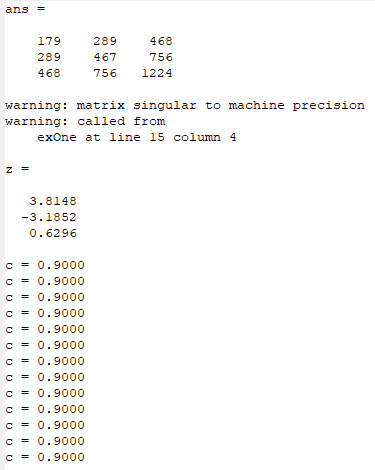 ans =
179 289 468
289 467 756
468 756 1224
warning: matrix singular to machine precision
warning: called from
exOne at line 15 column 4
z =
3.8148
-3.1852
0.6296
c = 0.9000
c = 0.9000
c = 0.9000
c = 0.9000
c = 0.9000
c = 0.9000
c = 0.9000
c = 0.9000
c = 0.9000
c = 0.9000
c = 0.9000
c = 0.9000
c = 0.9000